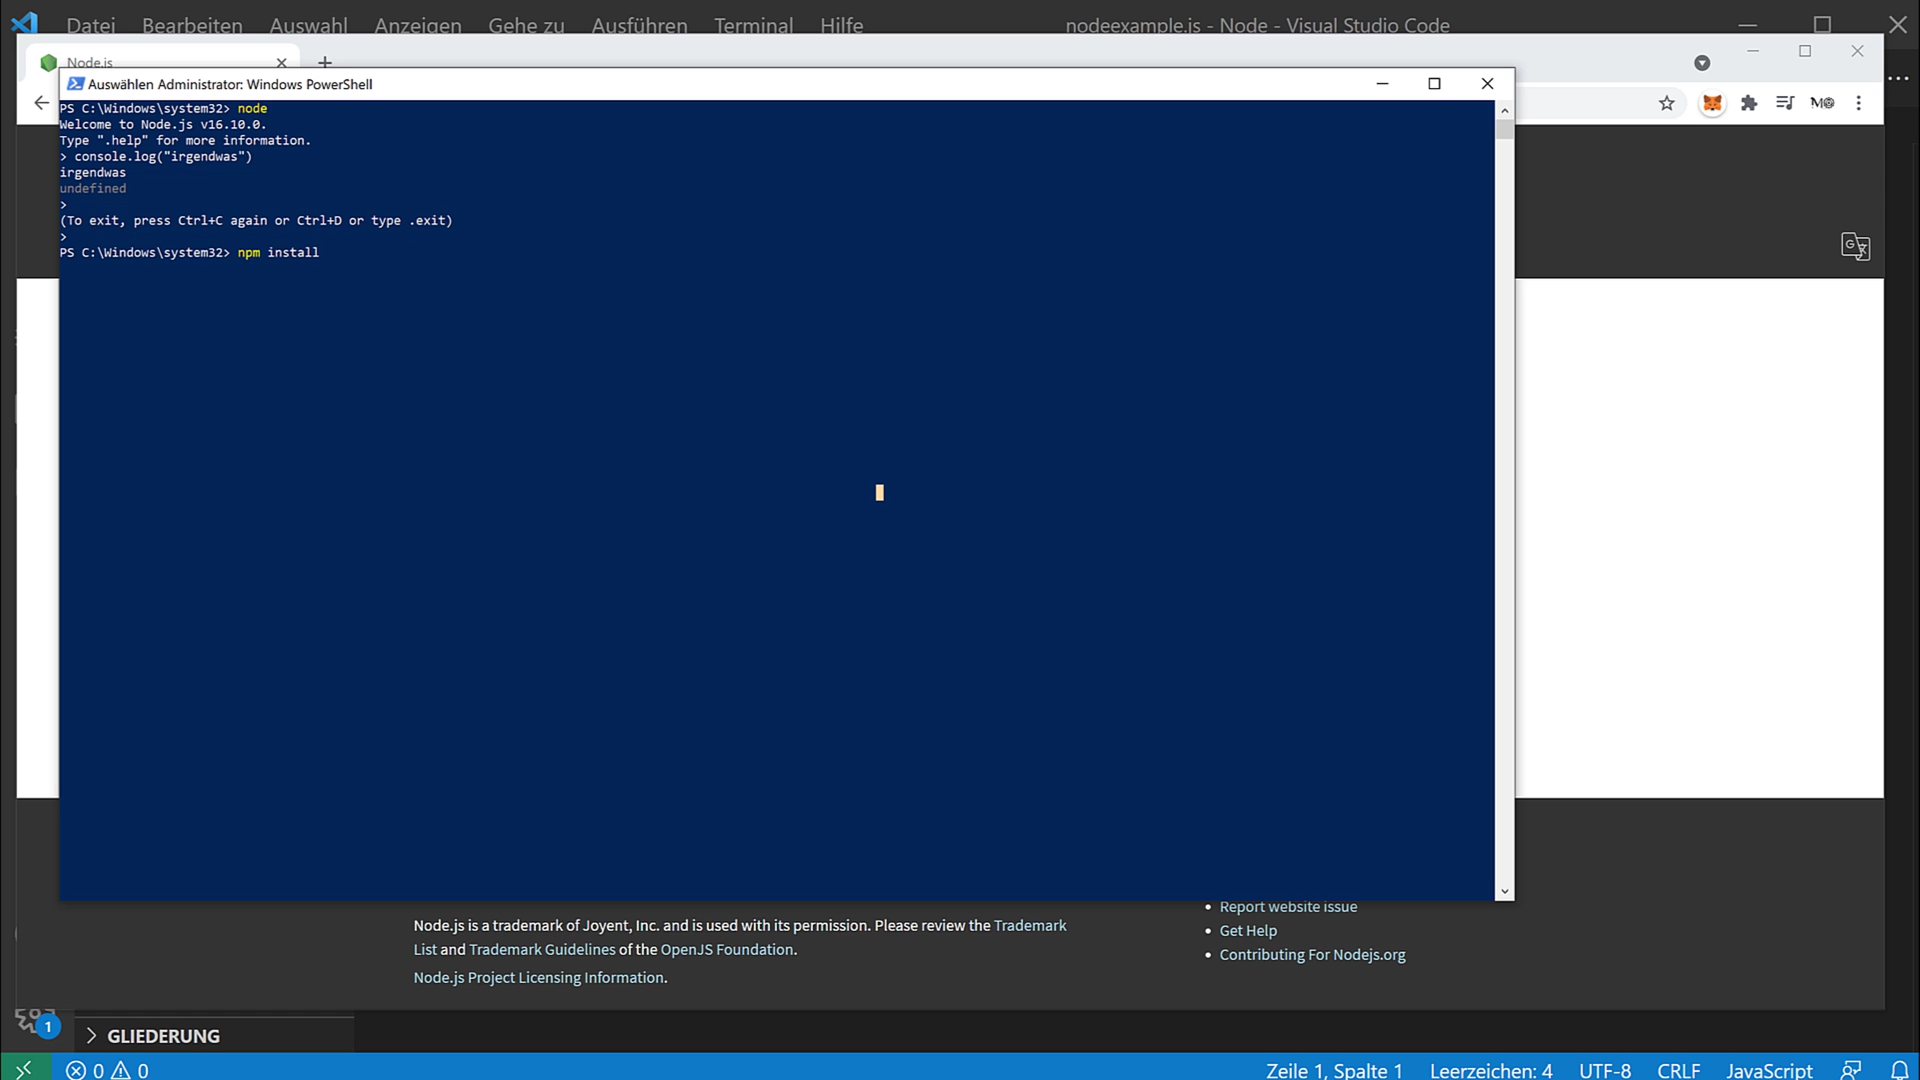 Datei Bearbeiten Auswahl Anzeigen Gehe zu Ausführen Terminal Hilfe nodeexample.js - Node - Visual Studio Code
Node.js
Auswählen Administrator: Windows PowerShell
PS C:\Windows\system32> node
Welcome to Node.js v16.10.0.
Type ".help" for more information.
> console.log("irgendwas")
irgendwas
undefined
>
(To exit, press Ctrl+C again or Ctrl+D or type .exit)
>
PS C:\Windows\system32> npm install
Report website issue
Node.js is a trademark of Joyent, Inc. and is used with its permission. Please review the Trademark
Get Help
List and Trademark Guidelines of the OpenJS Foundation.
Contributing For Nodejs.org
Node.js Project Licensing Information.
1
GLIEDERUNG
0 0 Zeile 1, Spalte 1 Leerzeichen: 4 UTF-8 CRLF JavaScript